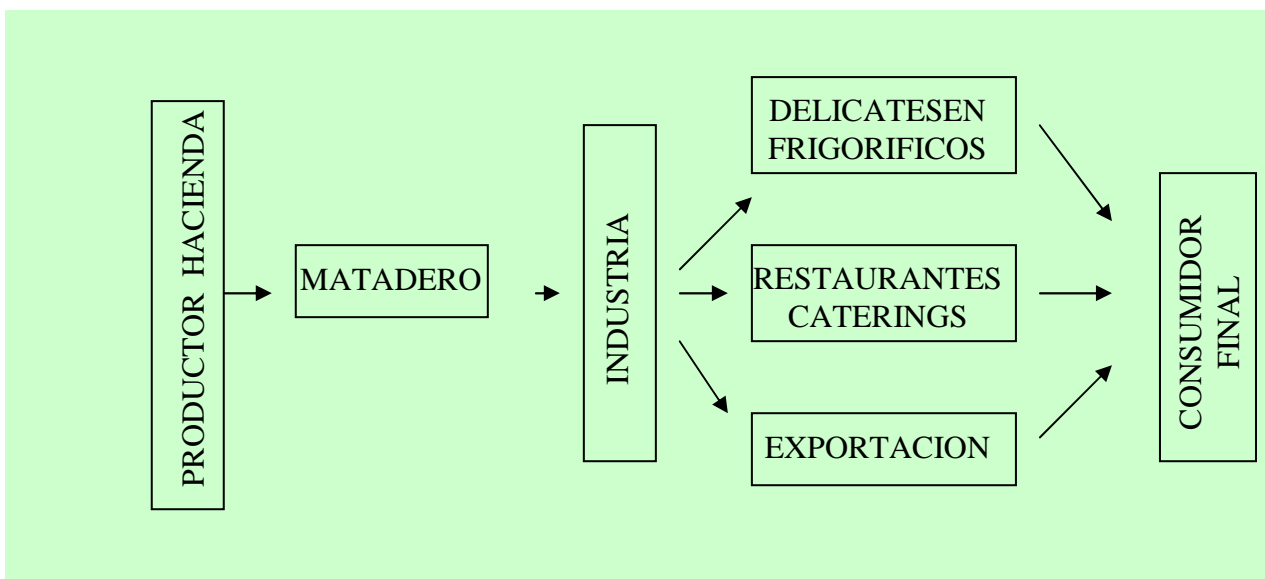 PRODUCTOR HACIENDA
MATADERO
INDUSTRIA
DELICATESEN
FRIGORIFICOS
RESTAURANTES
CATERINGS
EXPORTACION
CONSUMIDOR
FINAL